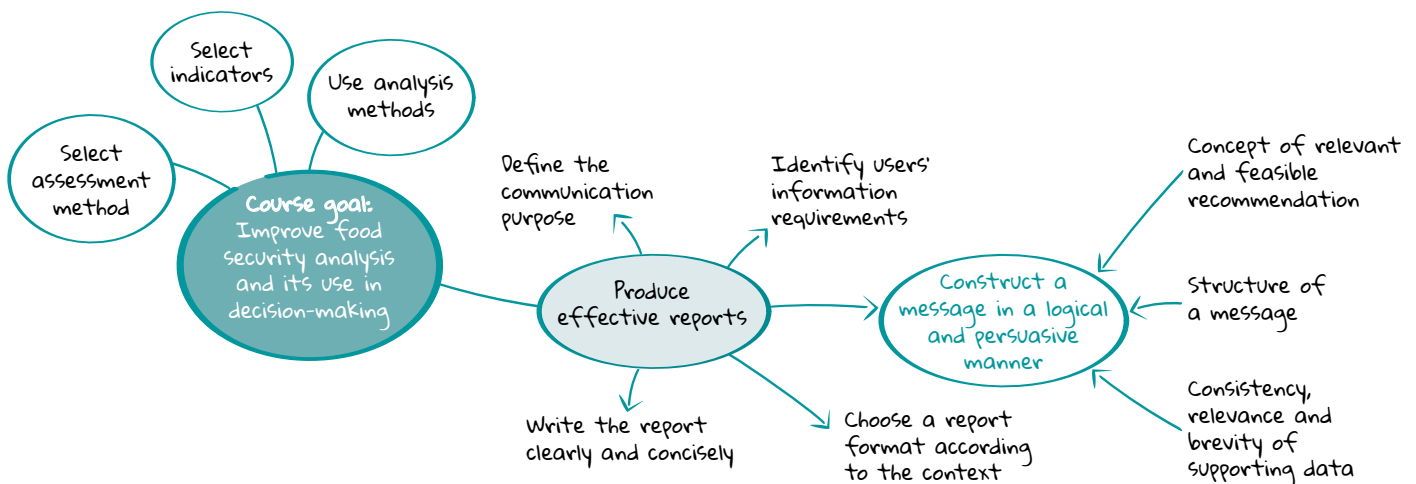 Select
indicators
Use analysis
methods
Select
assessment
method
Course goal:
Improve food
security analysis
and its use in
decision-making
Define the
communication
purpose
Identify users'
information
requirements
Produce
effective reports
Write the report
clearly and concisely
Choose a report
format according
to the context
Construct a
message in a logical
and persuasive
manner
Concept of relevant
and feasible
recommendation
Structure of
a message
Consistency,
relevance and
brevity of
supporting data